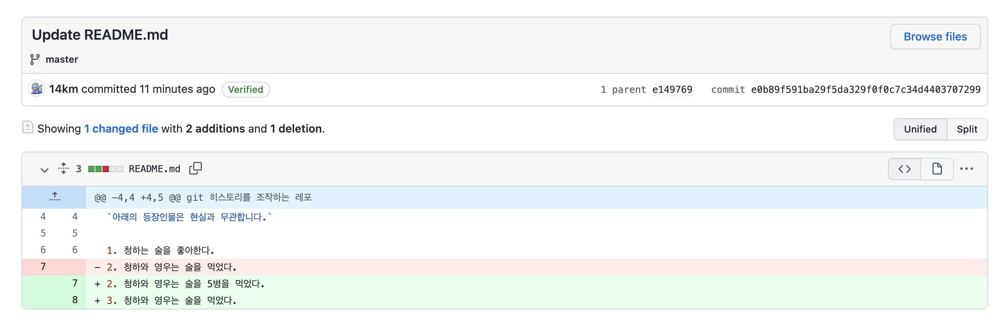 Update README.md
Browse files
master
14km committed 11 minutes ago Verified
1 parent e149769 commit e0b89f591ba29f5da329f0f0c7c34d4403707299
Showing 1 changed file with 2 additions and 1 deletion.
Unified Split
3 README.md
@@ -4,4 +4,5 @@ git 히스토리를 조작하는 레포
4 4 `아래의 등장인물은 현실과 무관합니다.`
5 5
6 6 1. 청하는 술을 좋아한다.
7 - 2. 청하와 영우는 술을 먹었다.
7 + 2. 청하와 영우는 술을 5병을 먹었다.
8 + 3. 청하와 영우는 술을 먹었다.